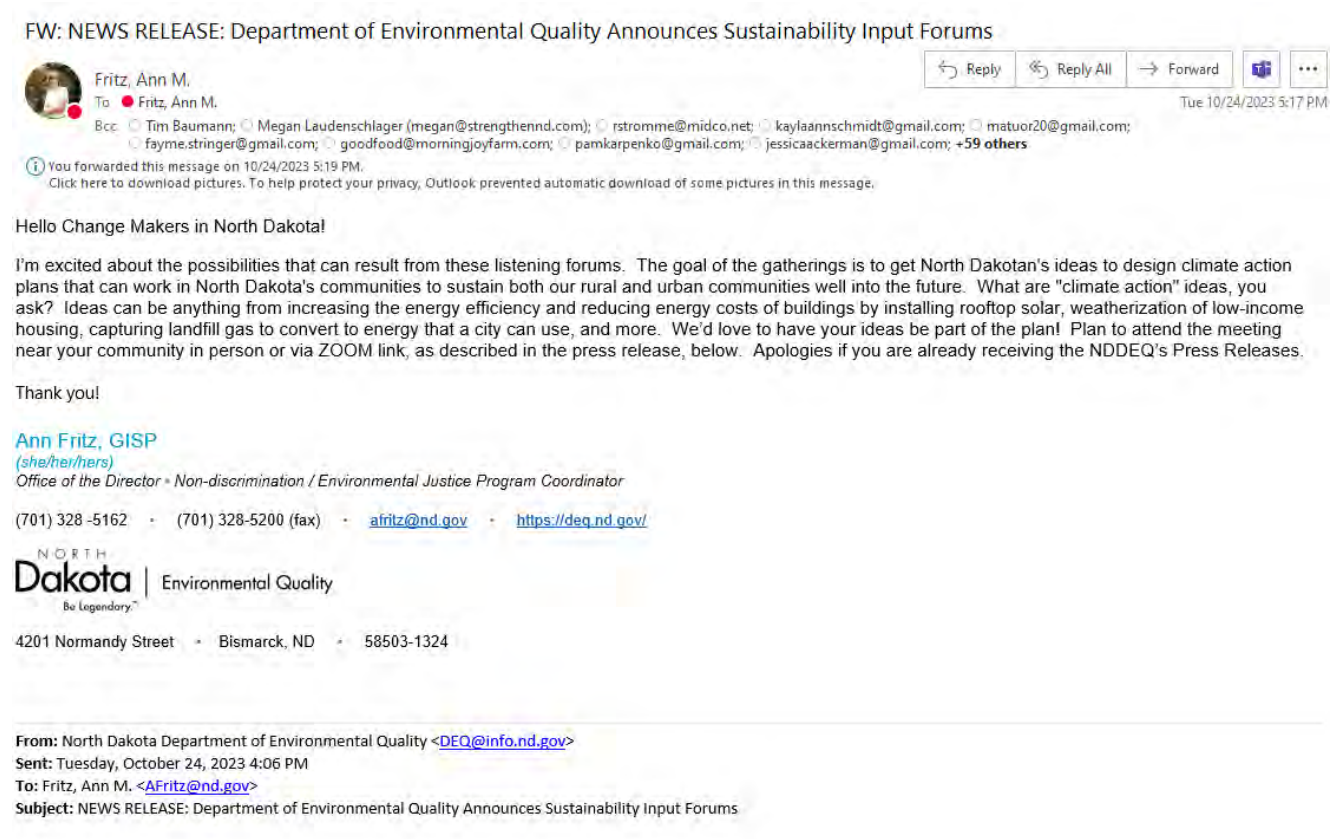 FW: NEWS RELEASE: Department of Environmental Quality Announces Sustainability Input Forums
Reply
Reply All
Forward
Fritz, Ann M.
To Fritz, Ann M.
Tue 10/24/2023 5:17 PM
Bcc Tim Baumann; Megan Laudenschlager (megan@strengthennd.com); rstromme@midco.net; kaylaannschmidt@gmail.com; matuor20@gmail.com;
fayme.stringer@gmail.com; goodfood@morningjoyfarm.com; pamkarpenko@gmail.com; jessicaackerman@gmail.com; +59 others
You forwarded this message on 10/24/2023 5:19 PM.
Click here to download pictures. To help protect your privacy, Outlook prevented automatic download of some pictures in this message.
Hello Change Makers in North Dakota!
I'm excited about the possibilities that can result from these listening forums. The goal of the gatherings is to get North Dakotan's ideas to design climate action
plans that can work in North Dakota's communities to sustain both our rural and urban communities well into the future. What are "climate action" ideas, you
ask? Ideas can be anything from increasing the energy efficiency and reducing energy costs of buildings by installing rooftop solar, weatherization of low-income
housing, capturing landfill gas to convert to energy that a city can use, and more. We'd love to have your ideas be part of the plan! Plan to attend the meeting
near your community in person or via ZOOM link, as described in the press release, below. Apologies if you are already receiving the NDDEQ's Press Releases.
Thank you!
Ann Fritz, GISP
(she/her/hers)
Office of the Director • Non-discrimination / Environmental Justice Program Coordinator
(701) 328 -5162 • (701) 328-5200 (fax) • afritz@nd.gov • https://deq.nd.gov/
NORTH
Dakota | Environmental Quality
Be Legendary.™
4201 Normandy Street • Bismarck, ND • 58503-1324
From: North Dakota Department of Environmental Quality <DEQ@info.nd.gov>
Sent: Tuesday, October 24, 2023 4:06 PM
To: Fritz, Ann M. <AFritz@nd.gov>
Subject: NEWS RELEASE: Department of Environmental Quality Announces Sustainability Input Forums